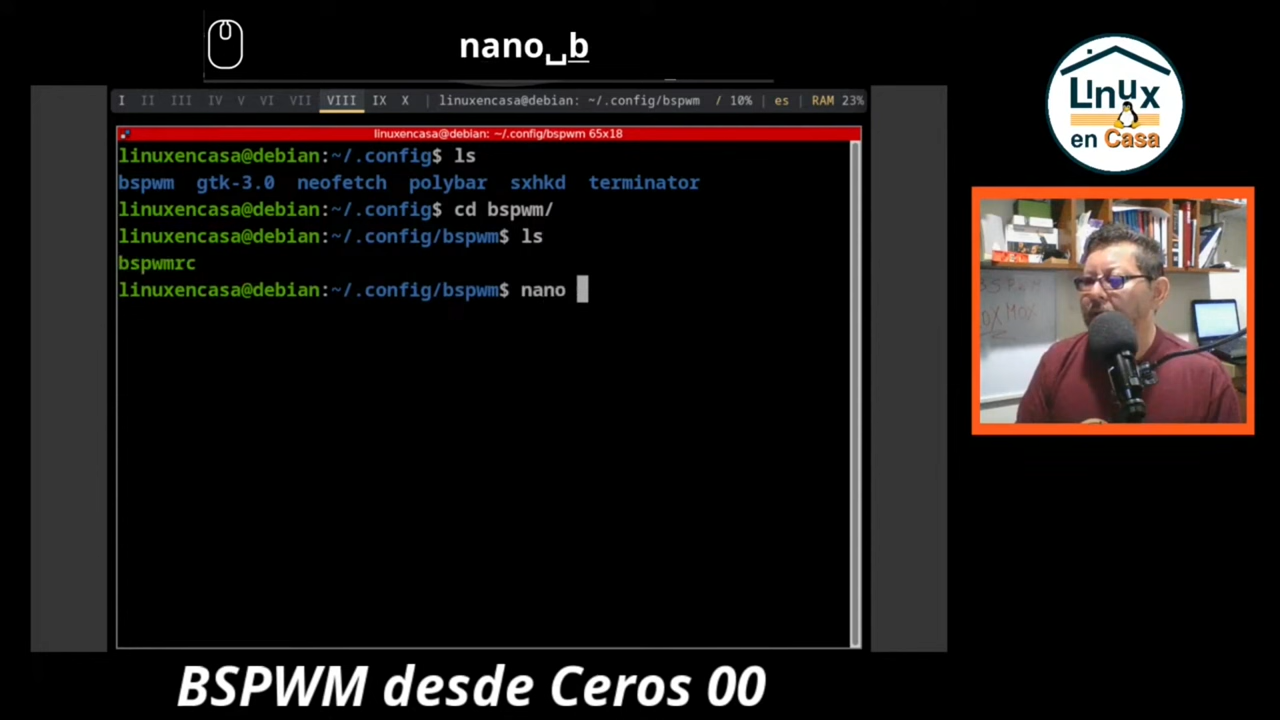 nano␣b
I II III IV V VI VII VIII IX X | linuxencasa@debian: ~/.config/bspwm / 10% | es | RAM 23%
linuxencasa@debian: ~/.config/bspwm 65x18
linuxencasa@debian:~/.config$ ls
bspwm gtk-3.0 neofetch polybar sxhkd terminator
linuxencasa@debian:~/.config$ cd bspwm/
linuxencasa@debian:~/.config/bspwm$ ls
bspwmrc
linuxencasa@debian:~/.config/bspwm$ nano
Linux
en Casa
BSPWM desde Ceros 00